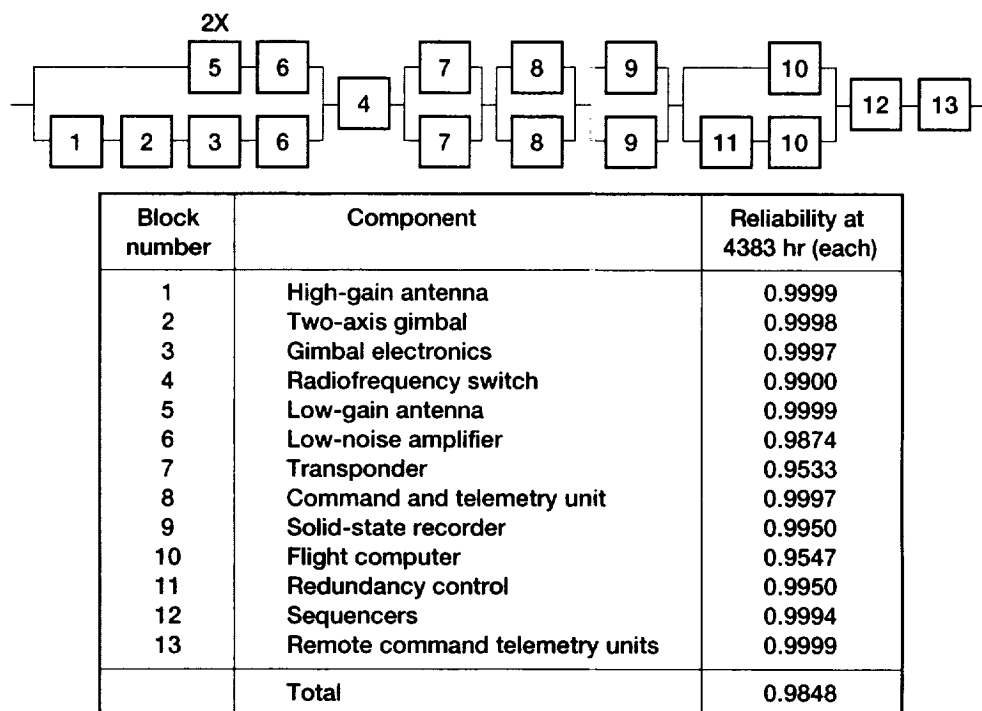 2X
5 6 7 8 9 10
4 12 13
1 2 3 6 7 8 9 11 10
Block number Component Reliability at 4383 hr (each)
1 High-gain antenna 0.9999
2 Two-axis gimbal 0.9998
3 Gimbal electronics 0.9997
4 Radiofrequency switch 0.9900
5 Low-gain antenna 0.9999
6 Low-noise amplifier 0.9874
7 Transponder 0.9533
8 Command and telemetry unit 0.9997
9 Solid-state recorder 0.9950
10 Flight computer 0.9547
11 Redundancy control 0.9950
12 Sequencers 0.9994
13 Remote command telemetry units 0.9999
Total 0.9848